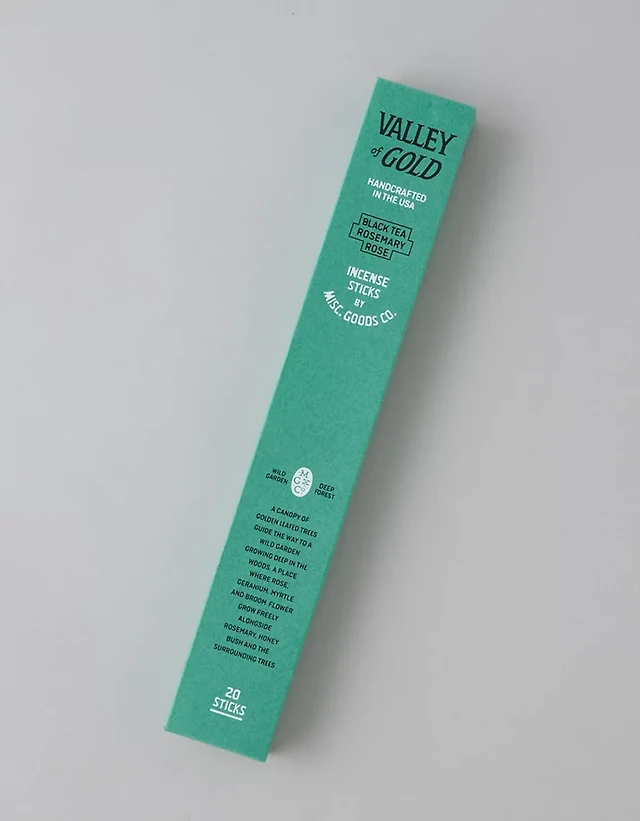 VALLEY
of GOLD
HANDCRAFTED
IN THE USA
BLACK TEA
ROSEMARY
ROSE
INCENSE
STICKS
BY
MISC. GOODS CO.
WILD
GARDEN
M
G
C
DEEP
FOREST
A CANOPY OF
GOLDEN LEAFED TREES
GUIDE THE WAY TO A
WILD GARDEN
GROWING DEEP IN THE
WOODS. A PLACE
WHERE ROSE,
GERANIUM, MYRTLE
AND BROOM FLOWER
GROW FREELY
ALONGSIDE
ROSEMARY, HONEY
BUSH AND THE
SURROUNDING TREES
20
STICKS